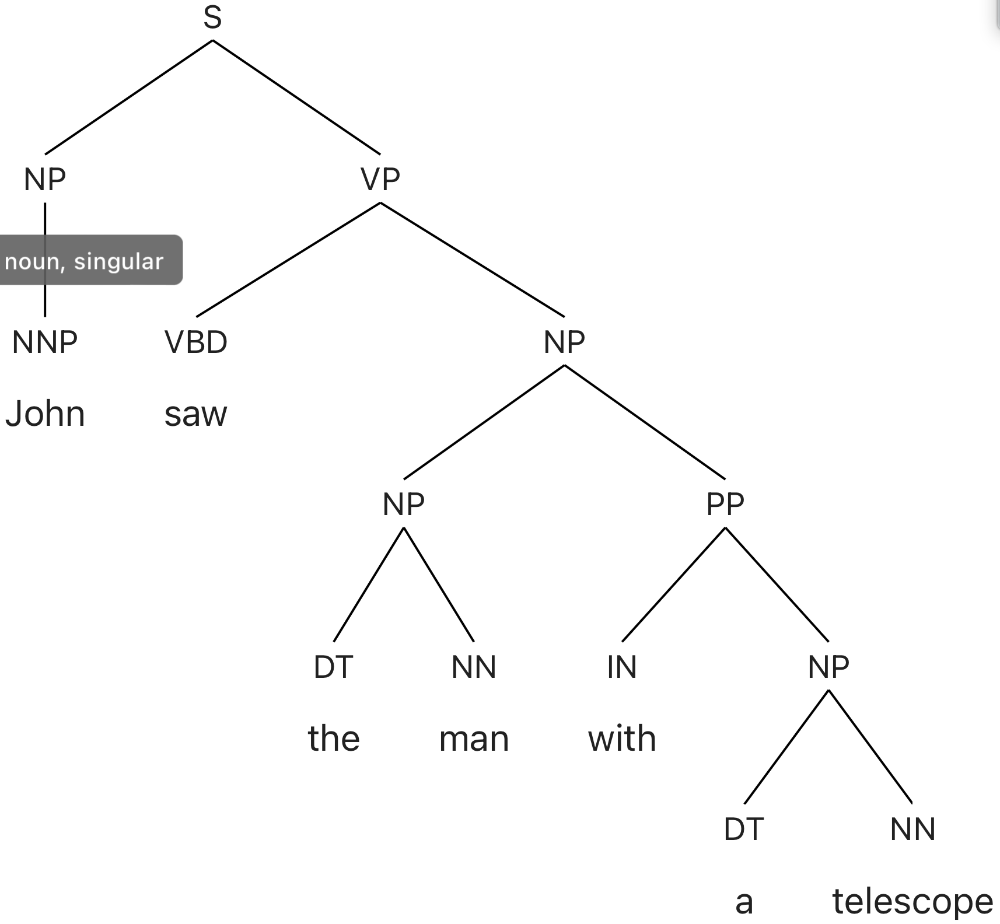 S
NP VP
noun, singular
NNP VBD NP
John saw
NP PP
DT NN IN NP
the man with
DT NN
a telescope